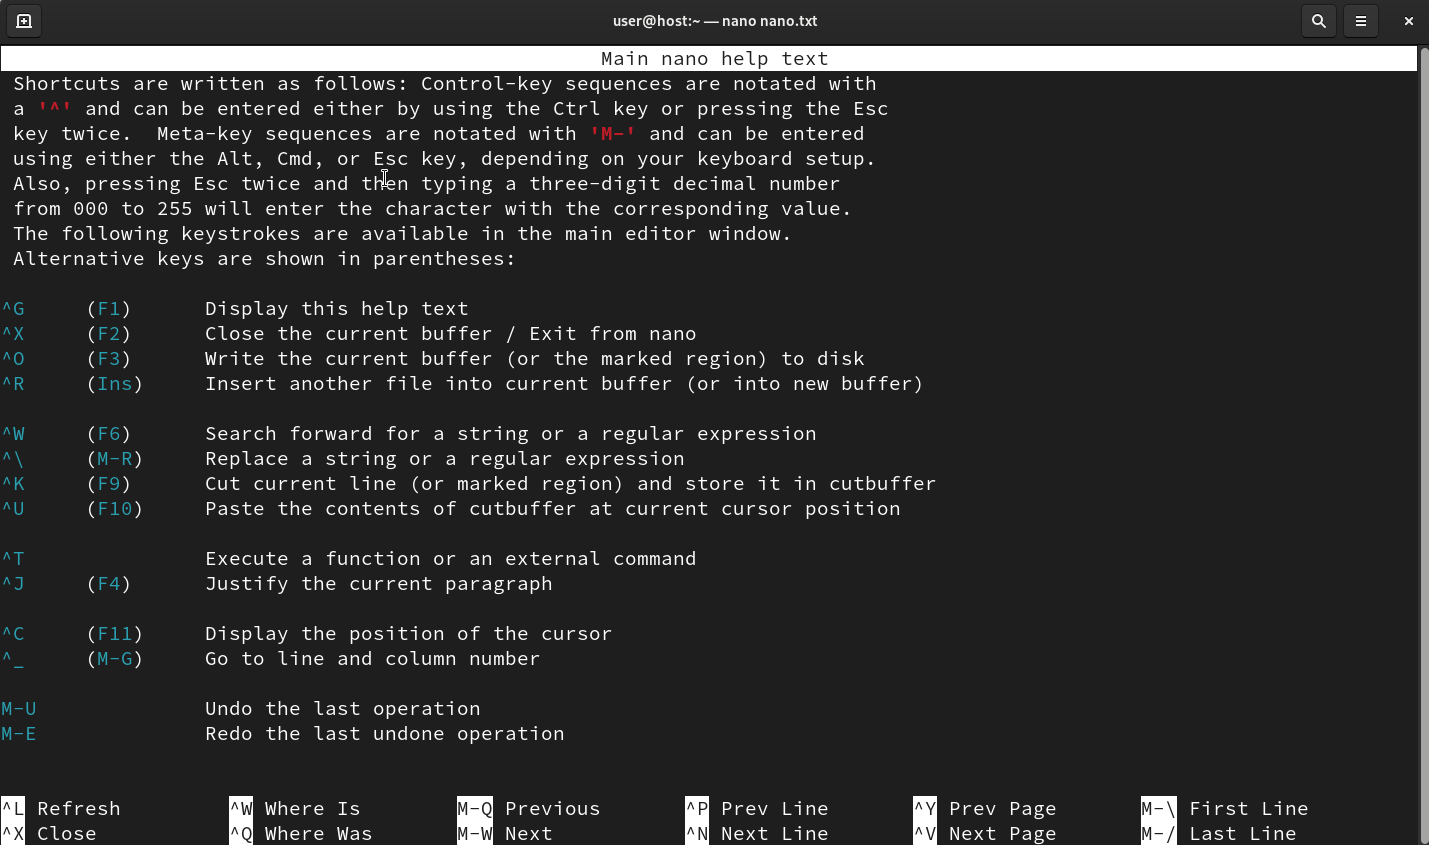 user@host:~ — nano nano.txt
Main nano help text
Shortcuts are written as follows: Control-key sequences are notated with
a '^' and can be entered either by using the Ctrl key or pressing the Esc
key twice.  Meta-key sequences are notated with 'M-' and can be entered
using either the Alt, Cmd, or Esc key, depending on your keyboard setup.
Also, pressing Esc twice and then typing a three-digit decimal number
from 000 to 255 will enter the character with the corresponding value.
The following keystrokes are available in the main editor window.
Alternative keys are shown in parentheses:
^G (F1) Display this help text
^X (F2) Close the current buffer / Exit from nano
^O (F3) Write the current buffer (or the marked region) to disk
^R (Ins) Insert another file into current buffer (or into new buffer)
^W (F6) Search forward for a string or a regular expression
^\ (M-R) Replace a string or a regular expression
^K (F9) Cut current line (or marked region) and store it in cutbuffer
^U (F10) Paste the contents of cutbuffer at current cursor position
^T Execute a function or an external command
^J (F4) Justify the current paragraph
^C (F11) Display the position of the cursor
^_ (M-G) Go to line and column number
M-U Undo the last operation
M-E Redo the last undone operation
^L Refresh ^W Where Is M-Q Previous ^P Prev Line ^Y Prev Page M-\ First Line
^X Close ^Q Where Was M-W Next ^N Next Line ^V Next Page M-/ Last Line